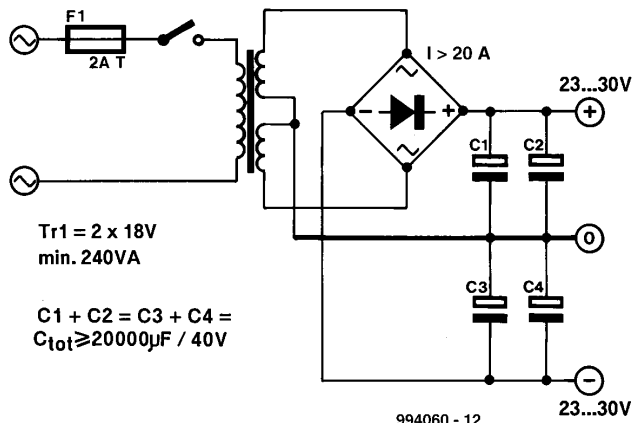 F1
2A T
I > 20 A
23...30V
~
~
~
~
-
+
+
C1
C2
0
Tr1 = 2 x 18V
min. 240VA
C3
C4
C1 + C2 = C3 + C4 =
Ctot ≥ 20000µF / 40V
-
23...30V
994060 - 12